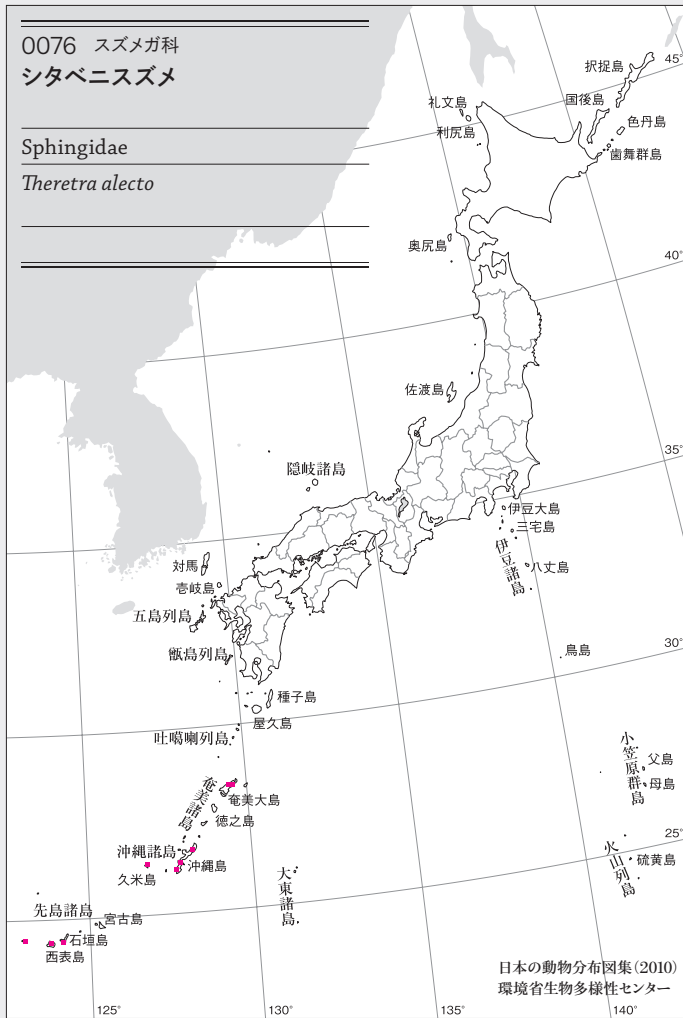 0076 スズメガ科
シタベニスズメ
Sphingidae
Theretra alecto
45°
択捉島
国後島
礼文島
色丹島
利尻島
歯舞群島
奥尻島
40°
佐渡島
35°
隠岐諸島
伊豆大島
三宅島
伊豆諸島
八丈島
対馬
壱岐島
五島列島
甑島列島
鳥島
30°
種子島
屋久島
吐噶喇列島
小笠原群島
父島
母島
奄美諸島
奄美大島
徳之島
25°
沖縄諸島
沖縄島
久米島
大東諸島
火山列島
硫黄島
先島諸島
宮古島
石垣島
西表島
日本の動物分布図集(2010)
環境省生物多様性センター
125°
130°
135°
140°